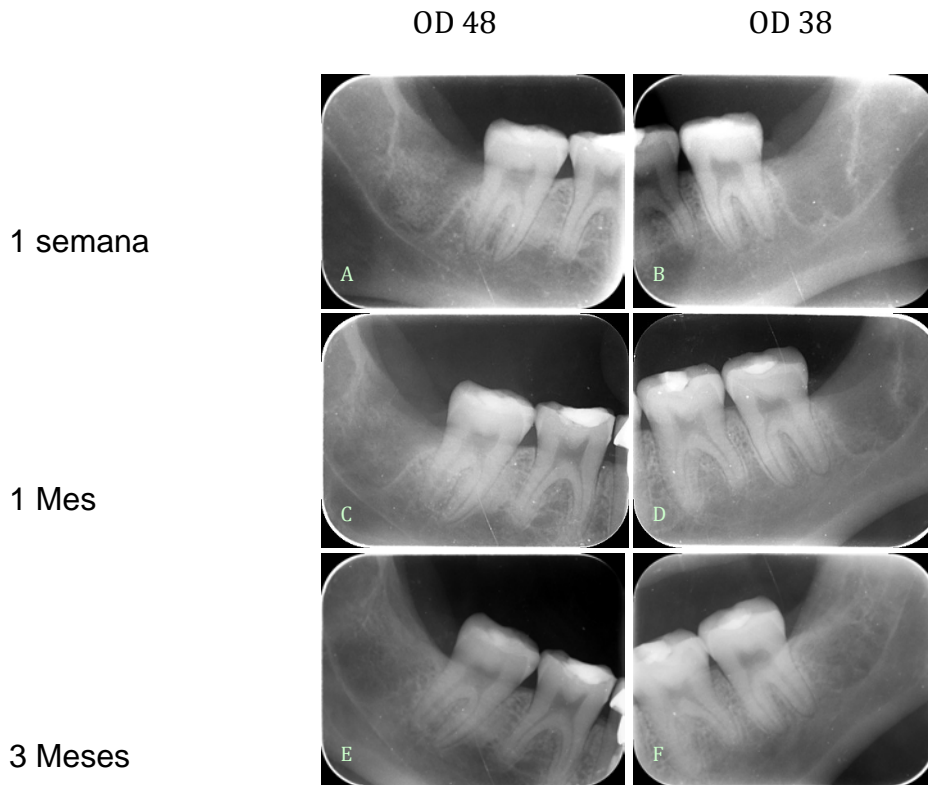 OD 48 OD 38
1 semana
A B
1 Mes
C D
3 Meses
E F